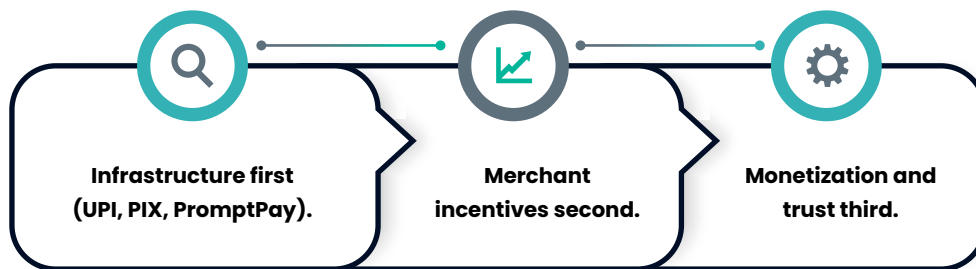 Infrastructure first
(UPI, PIX, PromptPay).
Merchant
incentives second.
Monetization and
trust third.